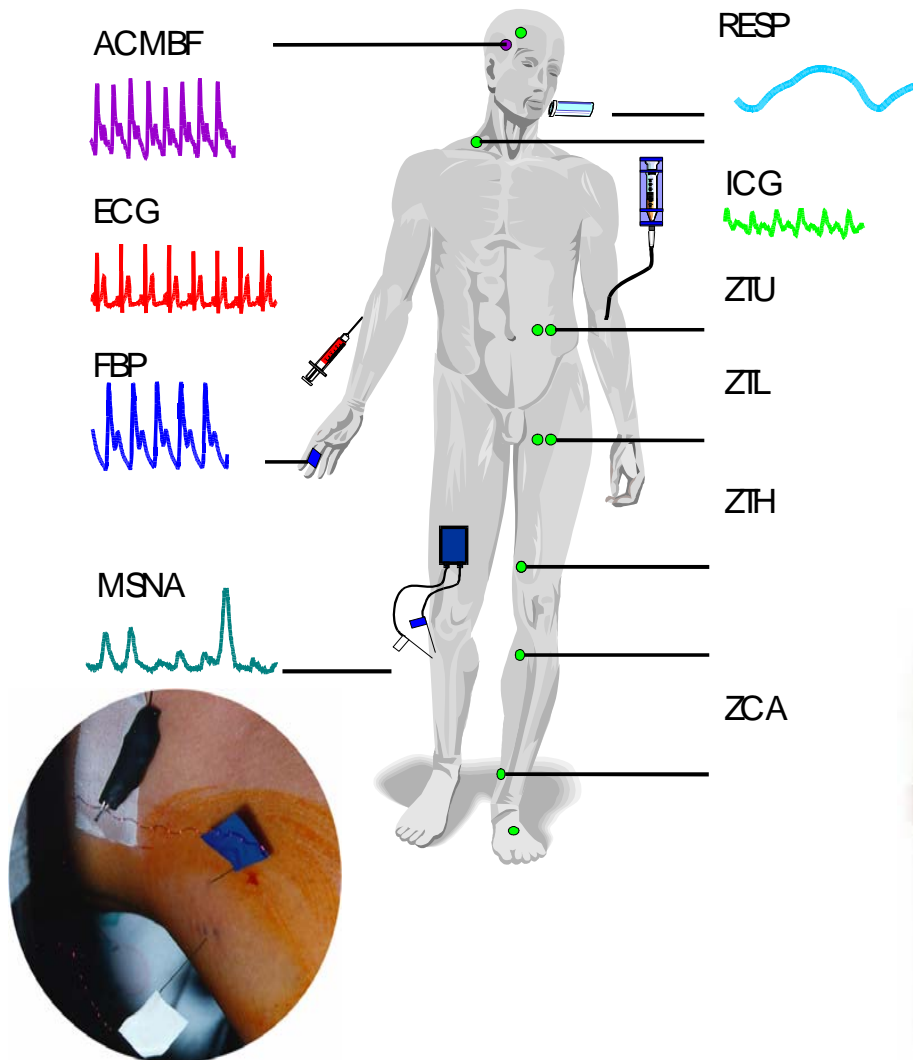 ACMBF
RESP
ECG
ICG
ZTU
FBP
ZTL
ZTH
MSNA
ZCA